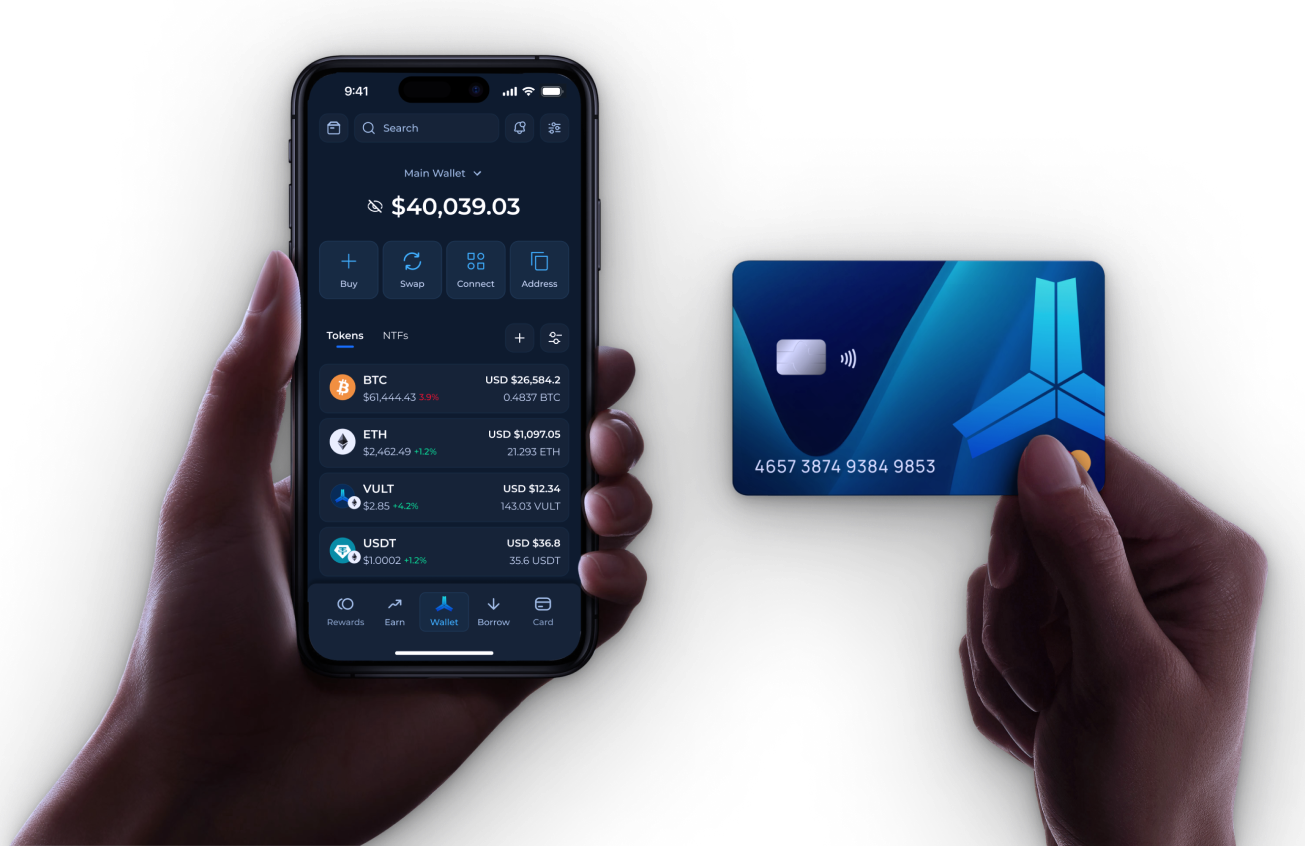 9:41
Search
Main Wallet
$40,039.03
Buy Swap Connect Address
Tokens NTFs
BTC USD $26,584.2
$61,444.43 3.9% 0.4837 BTC
ETH USD $1,097.05
$2,462.49 +1.2% 21.293 ETH
VULT USD $12.34
$2.85 +4.2% 143.03 VULT
USDT USD $36.8
$1.0002 +1.2% 35.6 USDT
Rewards Earn Wallet Borrow Card
4657 3874 9384 9853